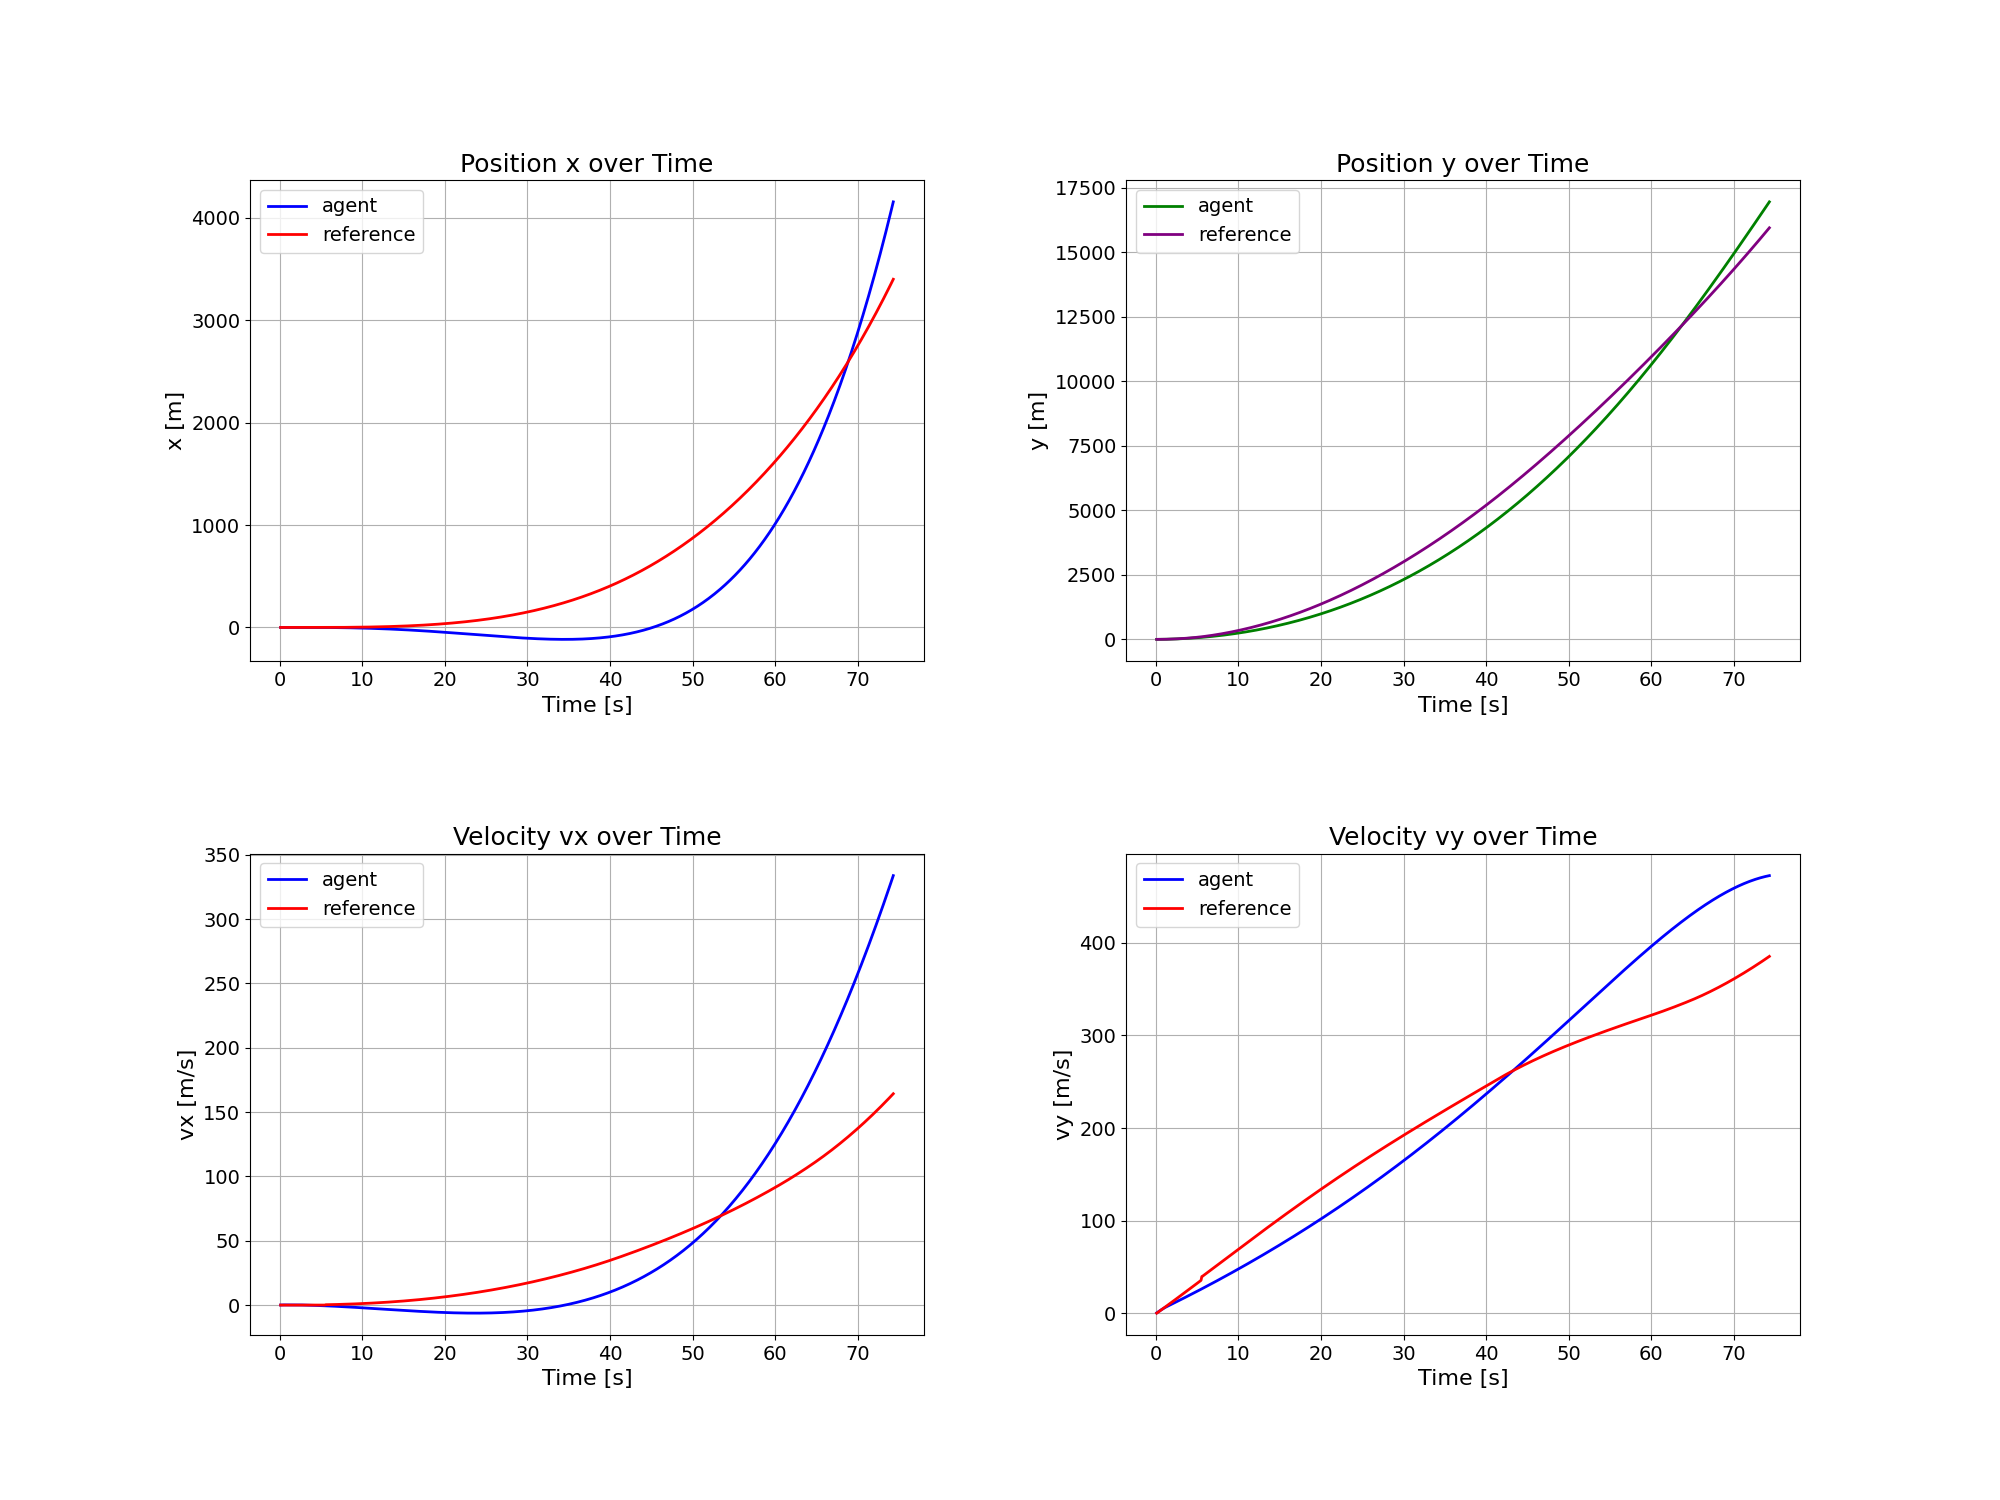 Position x over Time
agent
reference
4000
3000
2000
1000
0
x [m]
0 10 20 30 40 50 60 70
Time [s]
Position y over Time
agent
reference
17500
15000
12500
10000
7500
5000
2500
0
y [m]
0 10 20 30 40 50 60 70
Time [s]
Velocity vx over Time
agent
reference
350
300
250
200
150
100
50
0
vx [m/s]
0 10 20 30 40 50 60 70
Time [s]
Velocity vy over Time
agent
reference
400
300
200
100
0
vy [m/s]
0 10 20 30 40 50 60 70
Time [s]